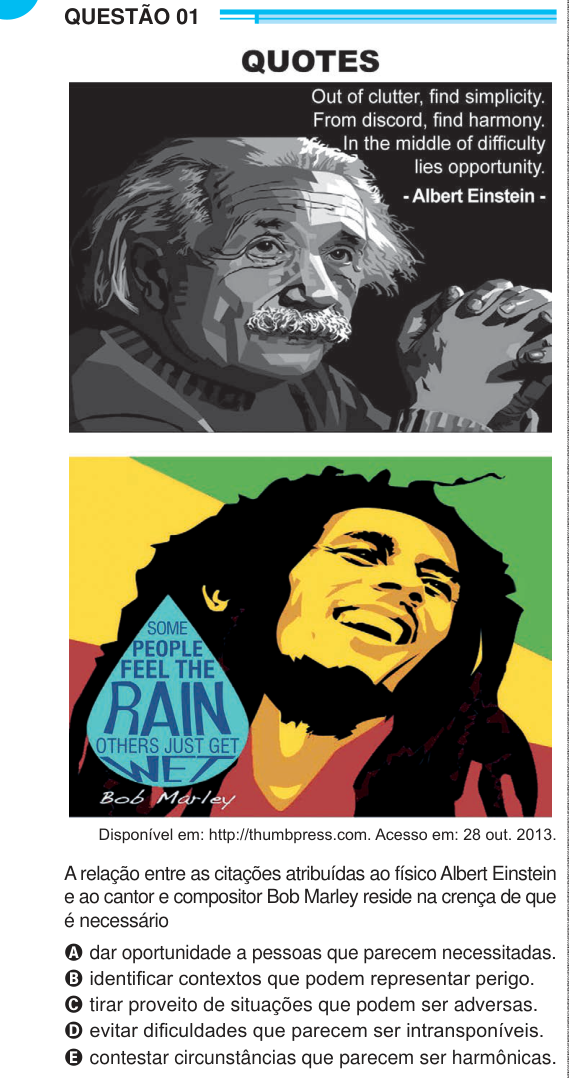 QUESTÃO 01
QUOTES
Out of clutter, find simplicity.
From discord, find harmony.
In the middle of difficulty
lies opportunity.
- Albert Einstein -
SOME
PEOPLE
FEEL THE
RAIN
OTHERS JUST GET
WET
Bob Marley
Disponível em: http://thumbpress.com. Acesso em: 28 out. 2013.
A relação entre as citações atribuídas ao físico Albert Einstein
e ao cantor e compositor Bob Marley reside na crença de que
é necessário
A dar oportunidade a pessoas que parecem necessitadas.
B identificar contextos que podem representar perigo.
C tirar proveito de situações que podem ser adversas.
D evitar dificuldades que parecem ser intransponíveis.
E contestar circunstâncias que parecem ser harmônicas.